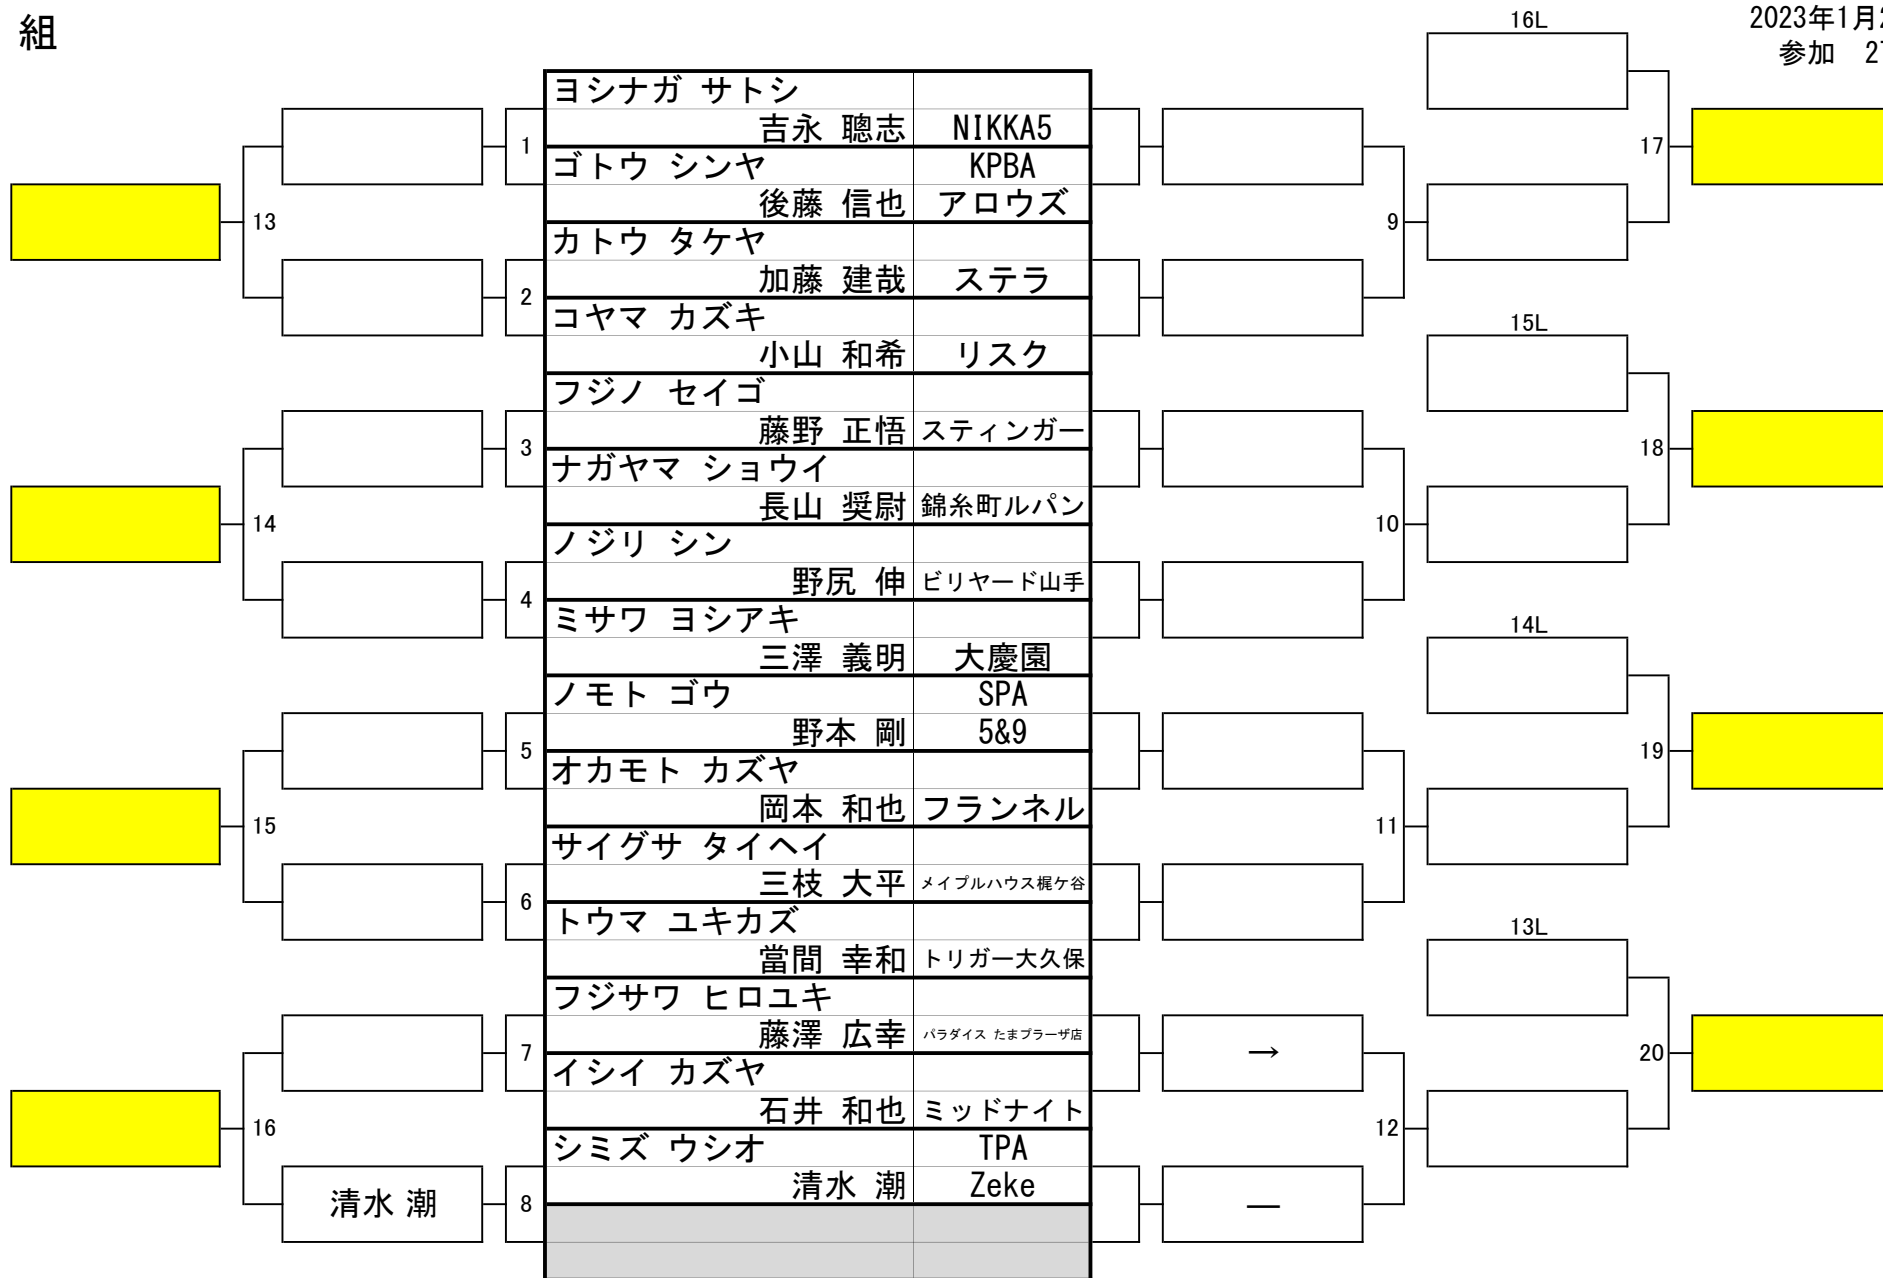 組
2023年1月2
参加 27
16L
ヨシナガ サトシ
1 吉永 聰志 NIKKA5
17
ゴトウ シンヤ KPBA
後藤 信也 アロウズ
13
9
カトウ タケヤ
加藤 建哉 ステラ
2
コヤマ カズキ
15L
小山 和希 リスク
フジノ セイゴ
藤野 正悟 スティンガー
3
18
ナガヤマ ショウイ
長山 奨尉 錦糸町ルパン
14
10
ノジリ シン
野尻 伸 ビリヤード山手
4
ミサワ ヨシアキ
14L
三澤 義明 大慶園
ノモト ゴウ SPA
野本 剛 5&9
5
19
オカモト カズヤ
岡本 和也 フランネル
15
11
サイグサ タイヘイ
三枝 大平 メイプルハウス梶ケ谷
6
トウマ ユキカズ
13L
當間 幸和 トリガー大久保
フジサワ ヒロユキ
藤澤 広幸 パラダイス たまプラーザ店
7
→
20
イシイ カズヤ
石井 和也 ミッドナイト
16
12
シミズ ウシオ TPA
清水 潮 Zeke
清水 潮
8
―